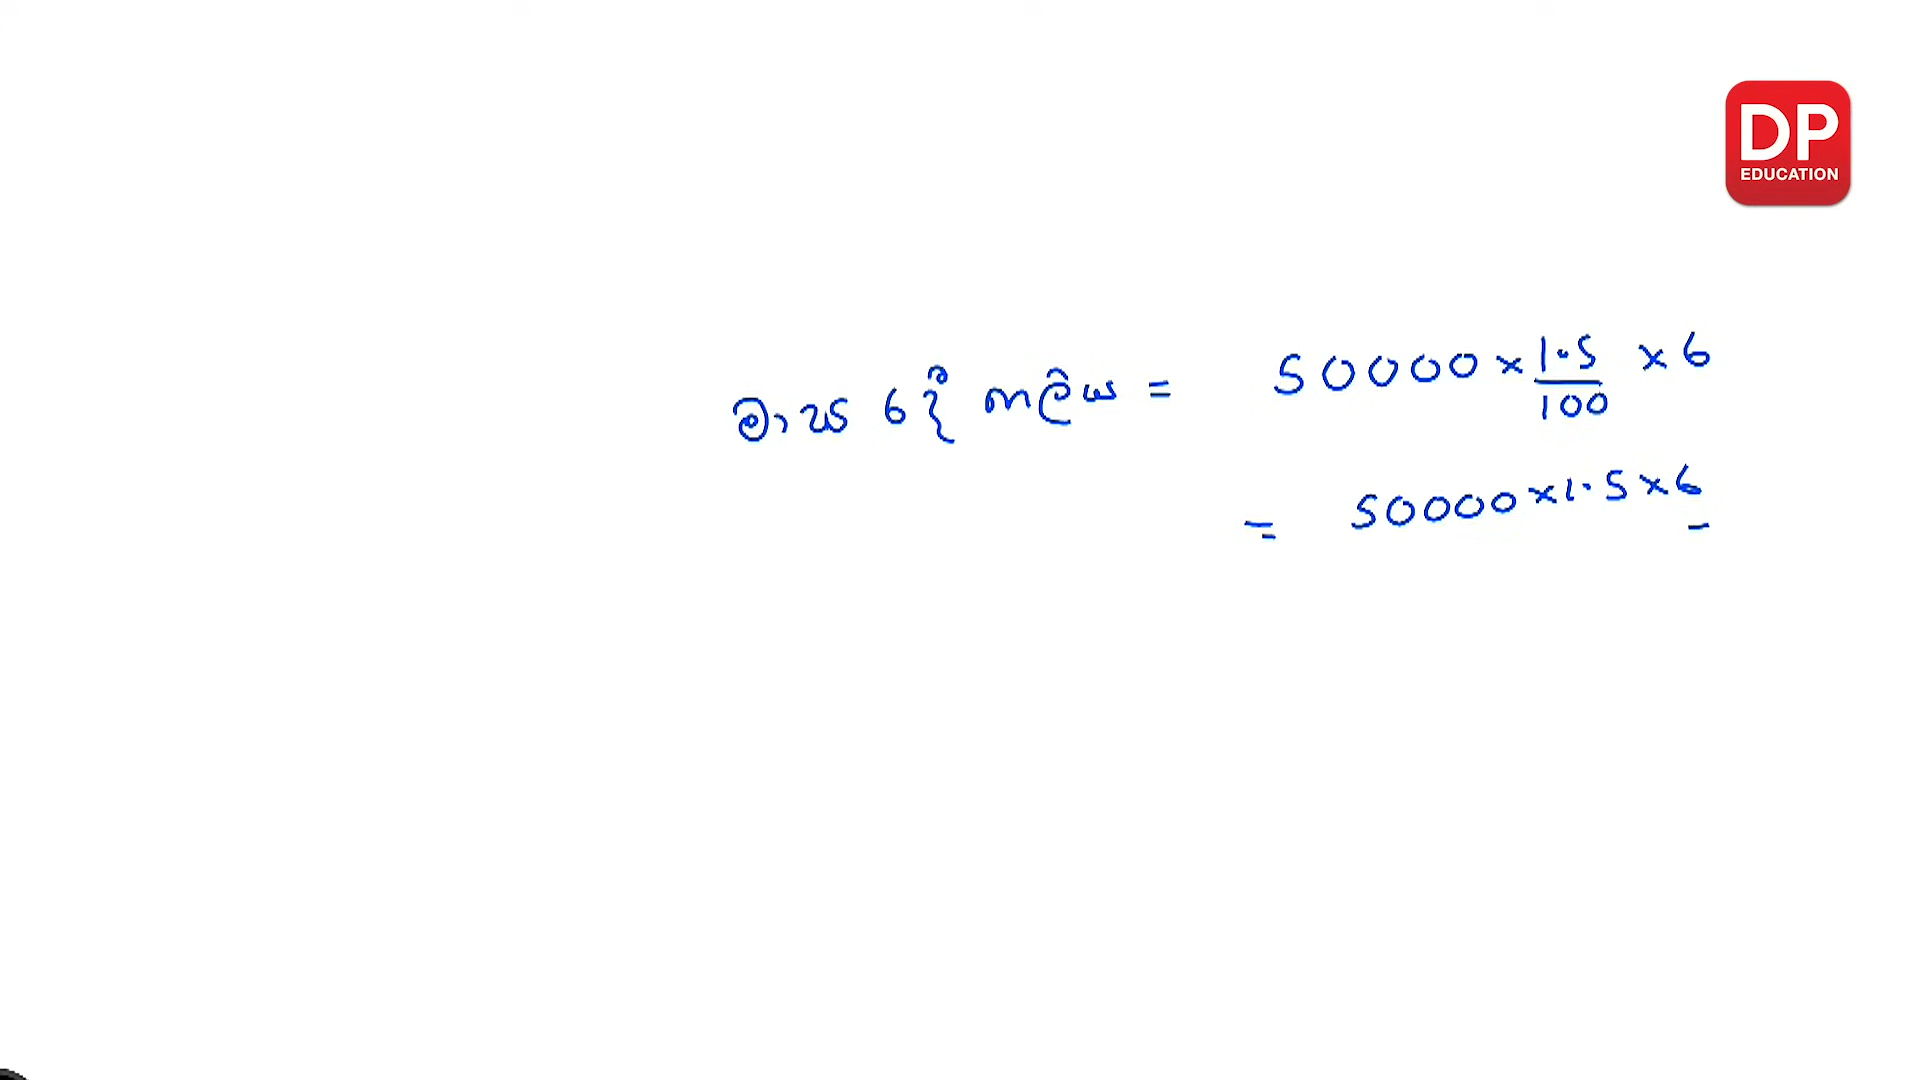 DP
EDUCATION
මාස 6 දී පොලිය = 50000 × 1.5/100 × 6
= 50000 × 1.5 × 6